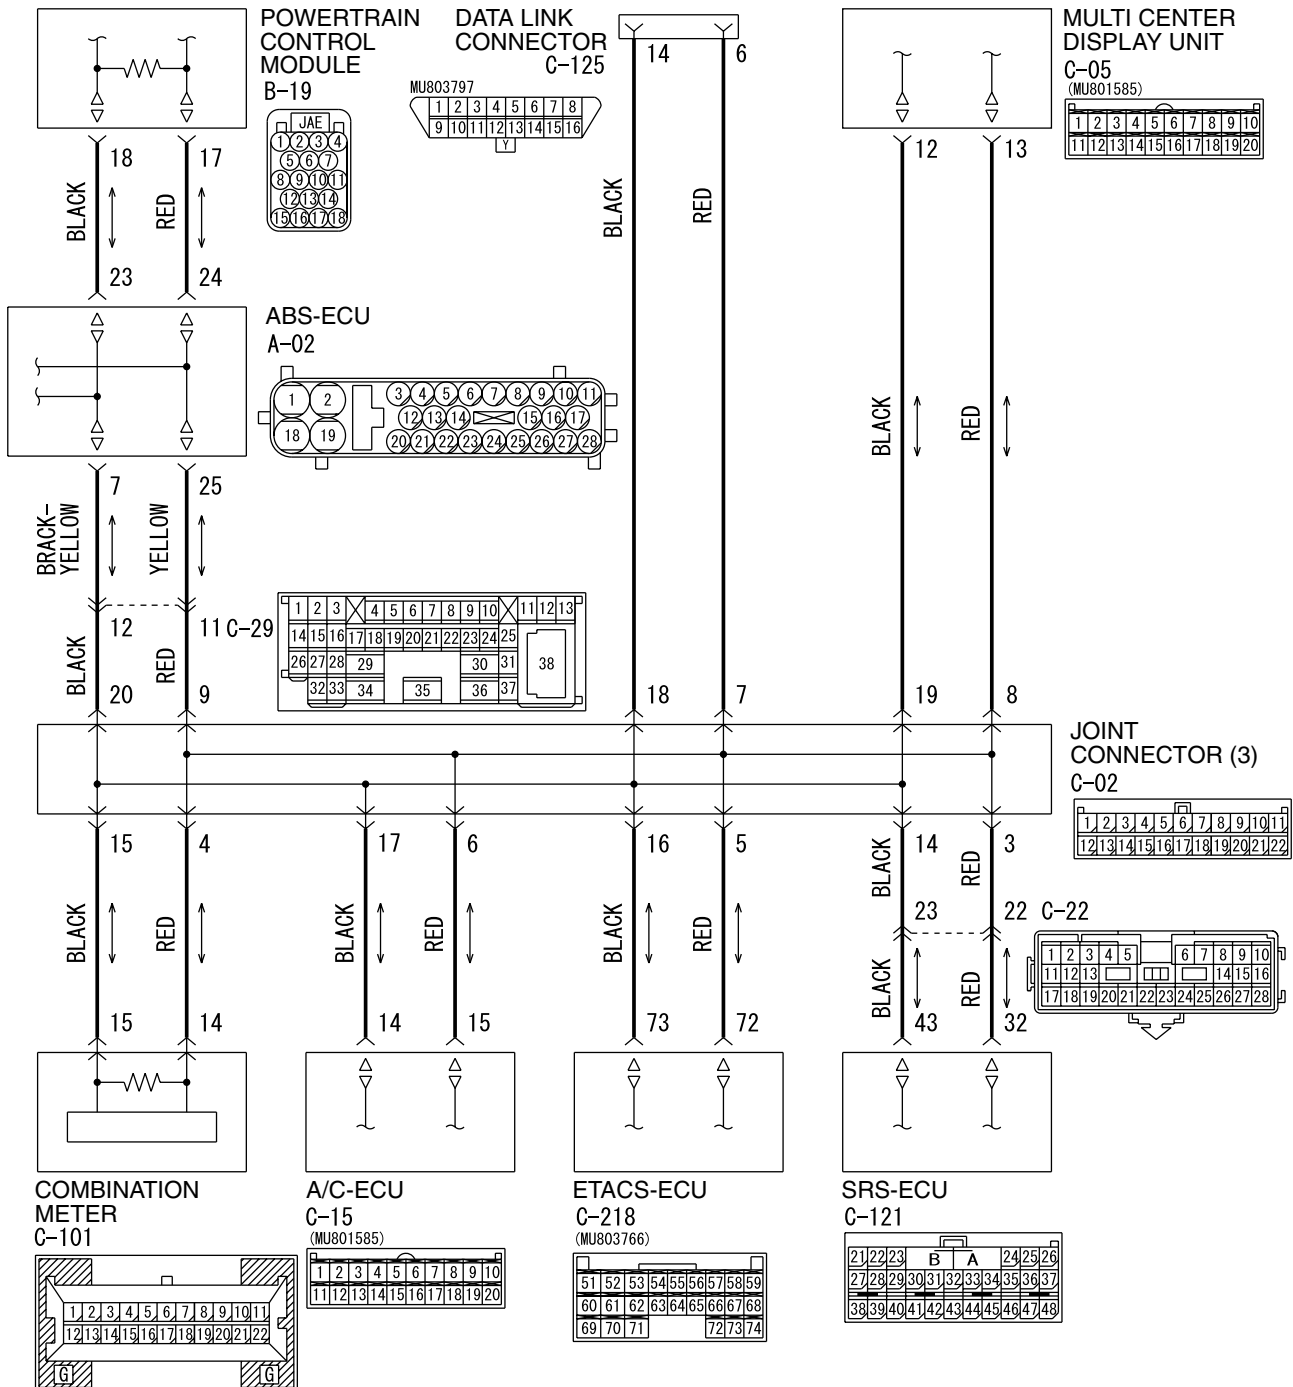 POWERTRAIN
CONTROL
MODULE
B-19
DATA LINK
CONNECTOR
C-125
MU803797
14
6
MULTI CENTER
DISPLAY UNIT
C-05
(MU801585)
JAE
1 2 3 4
5 6 7
8 9 10 11
12 13 14
15 16 17 18
1 2 3 4 5 6 7 8
9 10 11 12 13 14 15 16
Y
1 2 3 4 5 6 7 8 9 10
11 12 13 14 15 16 17 18 19 20
18
17
12
13
BLACK
RED
BLACK
RED
23
24
ABS-ECU
A-02
1 2 3 4 5 6 7 8 9 10 11
12 13 14 15 16 17
18 19 20 21 22 23 24 25 26 27 28
BLACK
RED
7
25
BRACK-
YELLOW
YELLOW
12
11
C-29
1 2 3 4 5 6 7 8 9 10 11 12 13
14 15 16 17 18 19 20 21 22 23 24 25
26 27 28 29 30 31 38
32 33 34 35 36 37
BLACK
RED
20
9
18
7
19
8
JOINT
CONNECTOR (3)
C-02
1 2 3 4 5 6 7 8 9 10 11
12 13 14 15 16 17 18 19 20 21 22
15
4
17
6
16
5
14
3
BLACK
RED
23
22
C-22
1 2 3 4 5 6 7 8 9 10
11 12 13 14 15 16
17 18 19 20 21 22 23 24 25 26 27 28
BLACK
RED
BLACK
RED
BLACK
RED
BLACK
RED
15
14
14
15
73
72
43
32
COMBINATION
METER
C-101
A/C-ECU
C-15
(MU801585)
ETACS-ECU
C-218
(MU803766)
SRS-ECU
C-121
1 2 3 4 5 6 7 8 9 10 11
12 13 14 15 16 17 18 19 20 21 22
G
G
1 2 3 4 5 6 7 8 9 10
11 12 13 14 15 16 17 18 19 20
51 52 53 54 55 56 57 58 59
60 61 62 63 64 65 66 67 68
69 70 71 72 73 74
21 22 23 B A 24 25 26
27 28 29 30 31 32 33 34 35 36 37
38 39 40 41 42 43 44 45 46 47 48